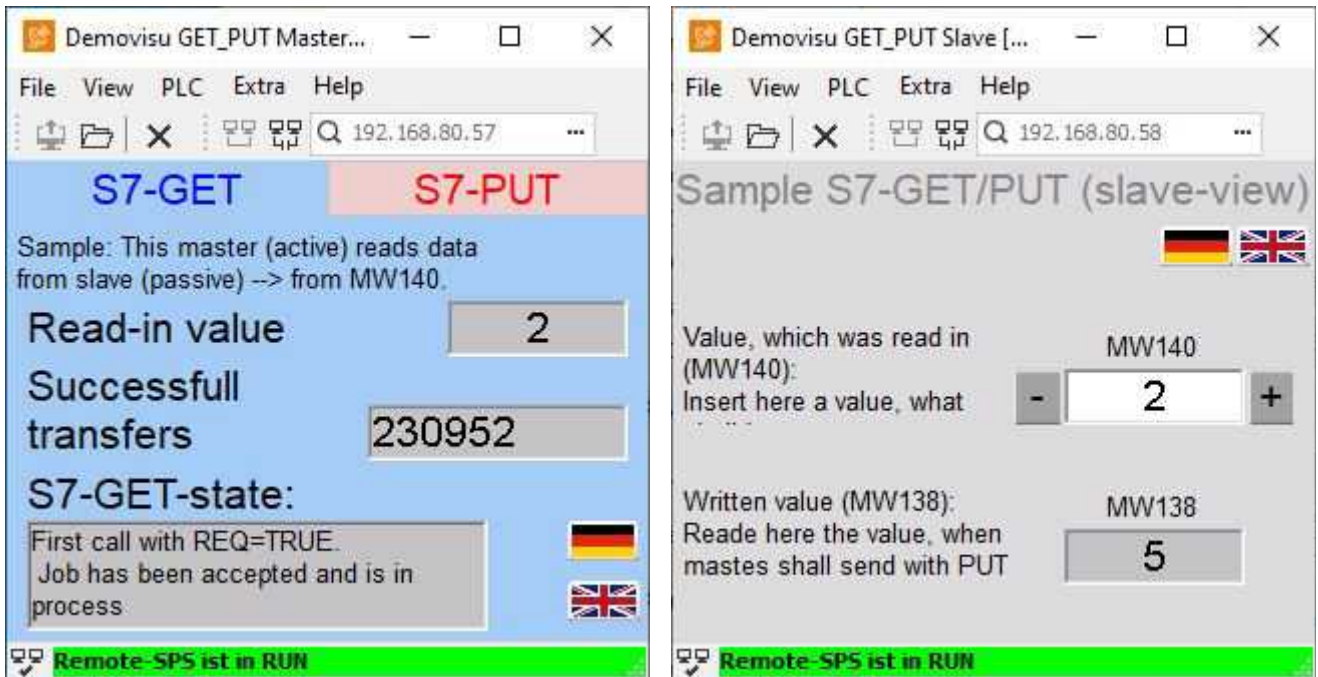 Demovisu GET_PUT Master...
File View PLC Extra Help
192.168.80.57 ...
S7-GET S7-PUT
Sample: This master (active) reads data
from slave (passive) --> from MW140.
Read-in value 2
Successfull
transfers 230952
S7-GET-state:
First call with REQ=TRUE.
Job has been accepted and is in
process
Remote-SPS ist in RUN
Demovisu GET_PUT Slave [...
File View PLC Extra Help
192.168.80.58 ...
Sample S7-GET/PUT (slave-view)
Value, which was read in
(MW140):
Insert here a value, what
MW140
- 2 +
Written value (MW138):
Reade here the value, when
mastes shall send with PUT
MW138
5
Remote-SPS ist in RUN